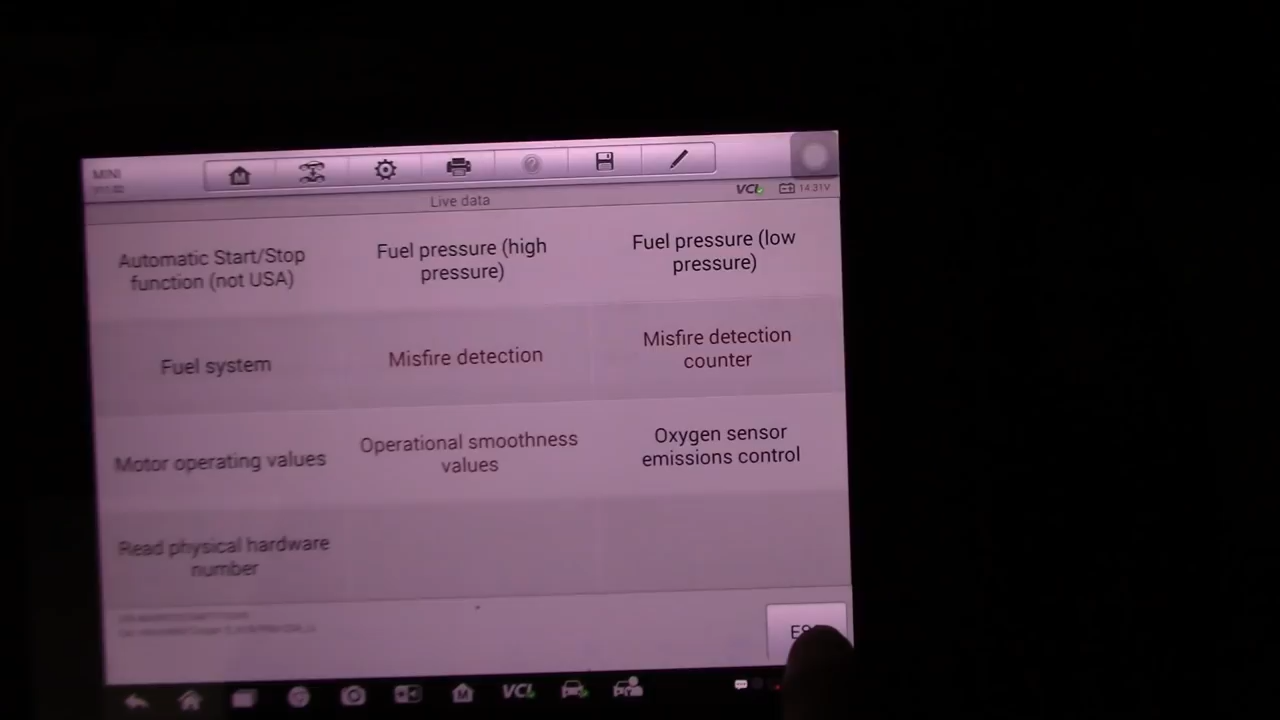 MINI
VCI
14.31V
Live data
Automatic Start/Stop
function (not USA)
Fuel pressure (high
pressure)
Fuel pressure (low
pressure)
Fuel system
Misfire detection
Misfire detection
counter
Motor operating values
Operational smoothness
values
Oxygen sensor
emissions control
Read physical hardware
number
VCI